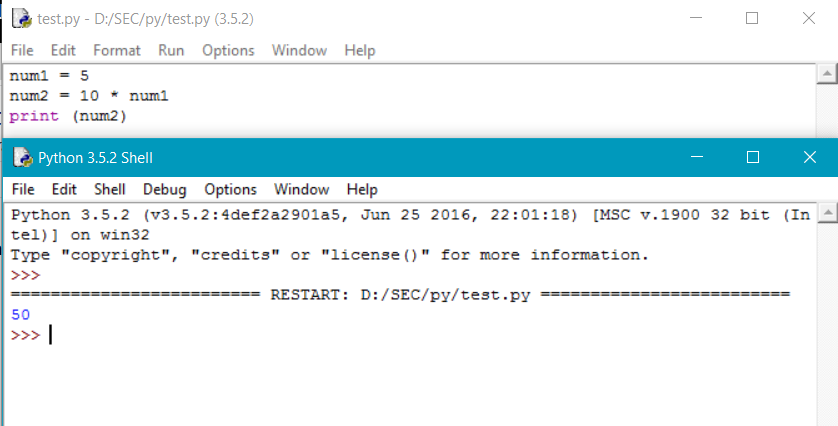 test.py - D:/SEC/py/test.py (3.5.2)
File Edit Format Run Options Window Help
num1 = 5
num2 = 10 * num1
print (num2)
Python 3.5.2 Shell
File Edit Shell Debug Options Window Help
Python 3.5.2 (v3.5.2:4def2a2901a5, Jun 25 2016, 22:01:18) [MSC v.1900 32 bit (In
tel)] on win32
Type "copyright", "credits" or "license()" for more information.
>>>
========================= RESTART: D:/SEC/py/test.py =========================
50
>>>